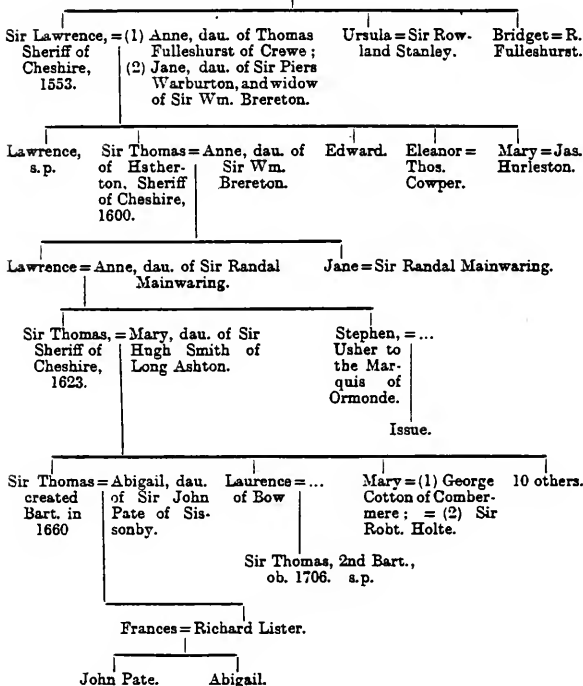 Sir Lawrence, = (1) Anne, dau. of Thomas Ursula = Sir Row- Bridget = R.
Sheriff of Fulleshurst of Crewe ; land Stanley. Fulleshurst.
Cheshire, (2) Jane, dau. of Sir Piers
1553. Warburton, and widow
of Sir Wm. Brereton.
Lawrence, Sir Thomas = Anne, dau. of Edward. Eleanor = Mary = Jas.
s.p. of Hather- Sir Wm. Thos. Hurleston.
ton, Sheriff Brereton. Cowper.
of Cheshire,
1600.
Lawrence = Anne, dau. of Sir Randal Jane = Sir Randal Mainwaring.
Mainwaring.
Sir Thomas, = Mary, dau. of Sir Stephen, = ...
Sheriff of Hugh Smith of Usher to
Cheshire, Long Ashton. the Mar-
1623. quis of
Ormonde.
Issue.
Sir Thomas = Abigail, dau. Laurence = ... Mary = (1) George 10 others.
created of Sir John of Bow Cotton of Comber-
Bart. in Pate of Sis- mere ; = (2) Sir
1660 sonby. Robt. Holte.
Sir Thomas, 2nd Bart.,
ob. 1706. s.p.
Frances = Richard Lister.
John Pate. Abigail.